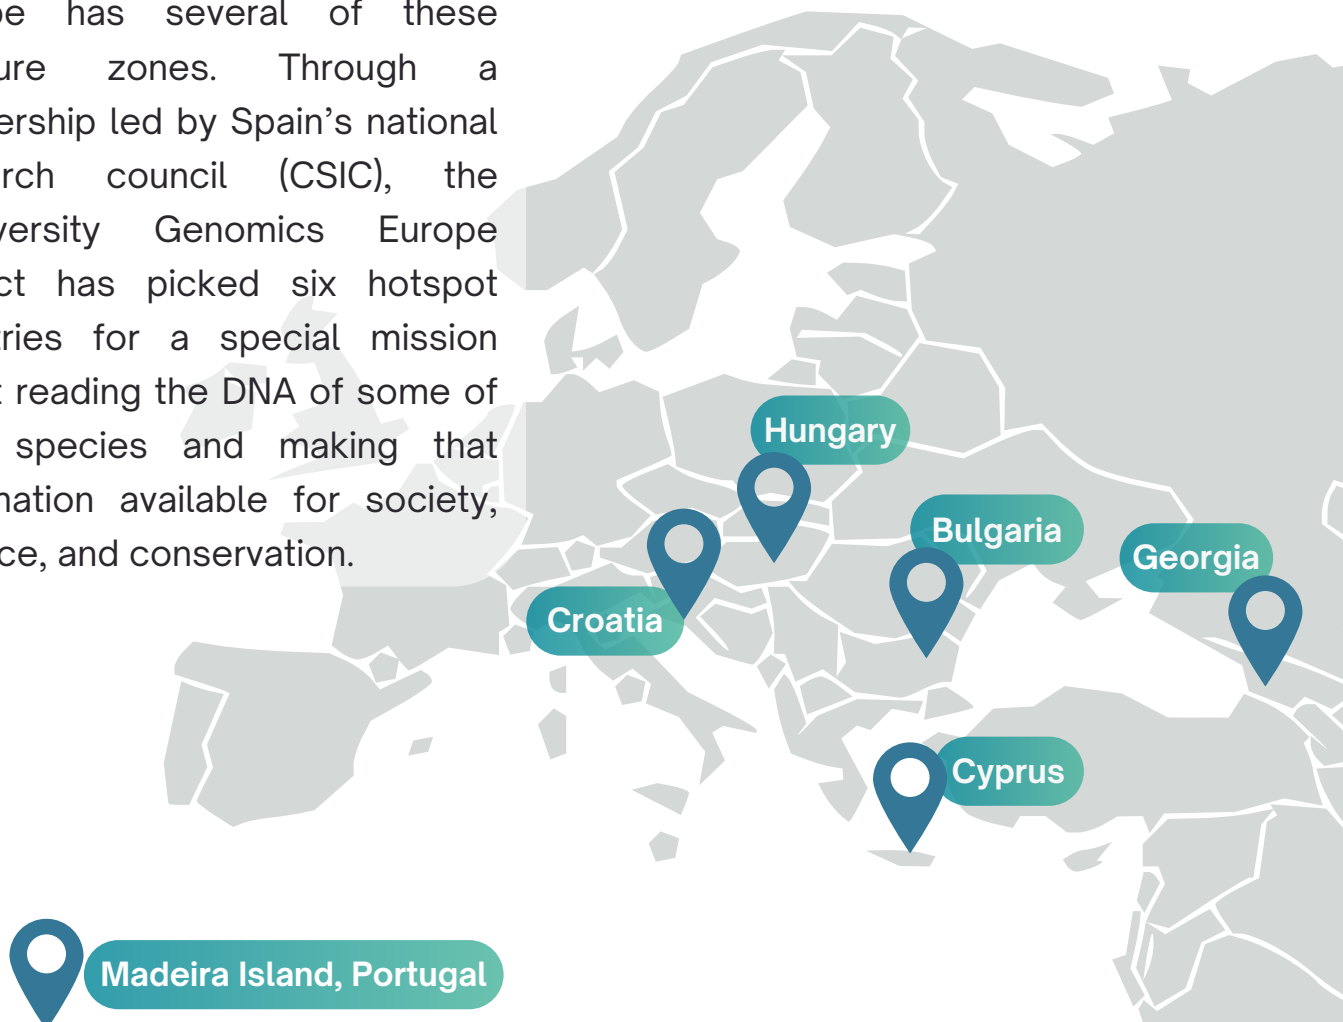 pe has several of these
ure zones. Through a
ership led by Spain's national
rch council (CSIC), the
versity Genomics Europe
ct has picked six hotspot
ries for a special mission
t reading the DNA of some of
species and making that
mation available for society,
ce, and conservation.
Hungary
Bulgaria
Georgia
Croatia
Cyprus
Madeira Island, Portugal